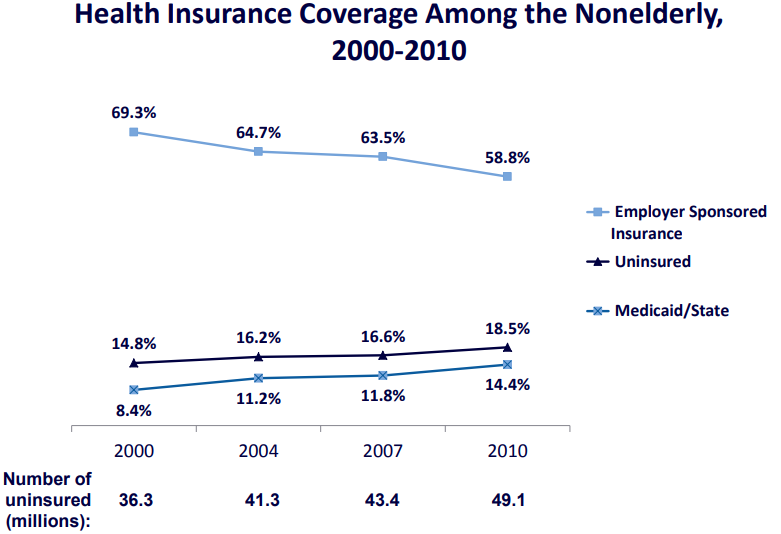 Health Insurance Coverage Among the Nonelderly,
2000-2010
69.3%
64.7%
63.5%
58.8%
Employer Sponsored
Insurance
Uninsured
Medicaid/State
14.8%
16.2%
16.6%
18.5%
8.4%
11.2%
11.8%
14.4%
2000 2004 2007 2010
Number of
uninsured
(millions):
36.3 41.3 43.4 49.1